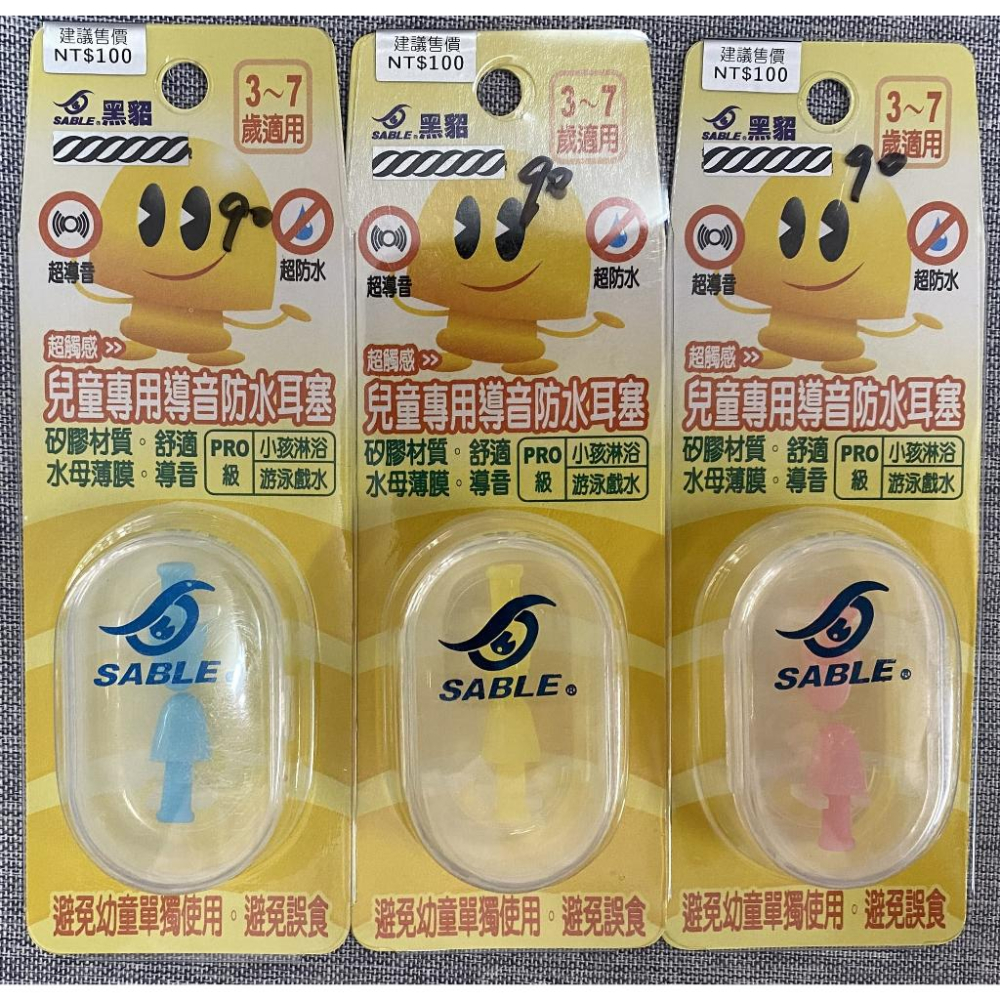 建議售價
NT$100
3～7
歲適用
SABLE® 黑貂
90
超導音
超防水
超觸感 >>
兒童專用導音防水耳塞
矽膠材質。舒適
水母薄膜。導音
PRO
級
小孩淋浴
游泳戲水
SABLE®
避免幼童單獨使用。避免誤食
建議售價
NT$100
3～7
歲適用
SABLE® 黑貂
90
超導音
超防水
超觸感 >>
兒童專用導音防水耳塞
矽膠材質。舒適
水母薄膜。導音
PRO
級
小孩淋浴
游泳戲水
SABLE®
避免幼童單獨使用。避免誤食
建議售價
NT$100
3～7
歲適用
SABLE® 黑貂
90
超導音
超防水
超觸感 >>
兒童專用導音防水耳塞
矽膠材質。舒適
水母薄膜。導音
PRO
級
小孩淋浴
游泳戲水
SABLE®
避免幼童單獨使用。避免誤食